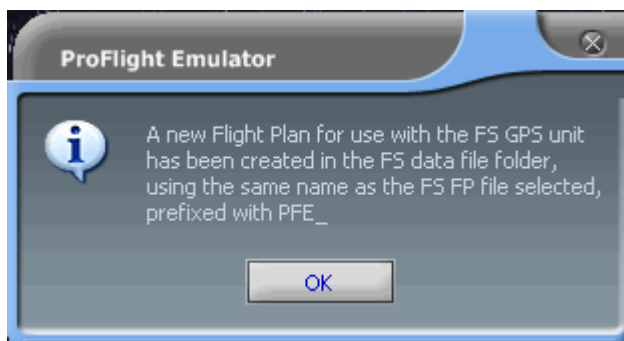 ProFlight Emulator
A new Flight Plan for use with the FS GPS unit
has been created in the FS data file folder,
using the same name as the FS FP file selected,
prefixed with PFE_
OK